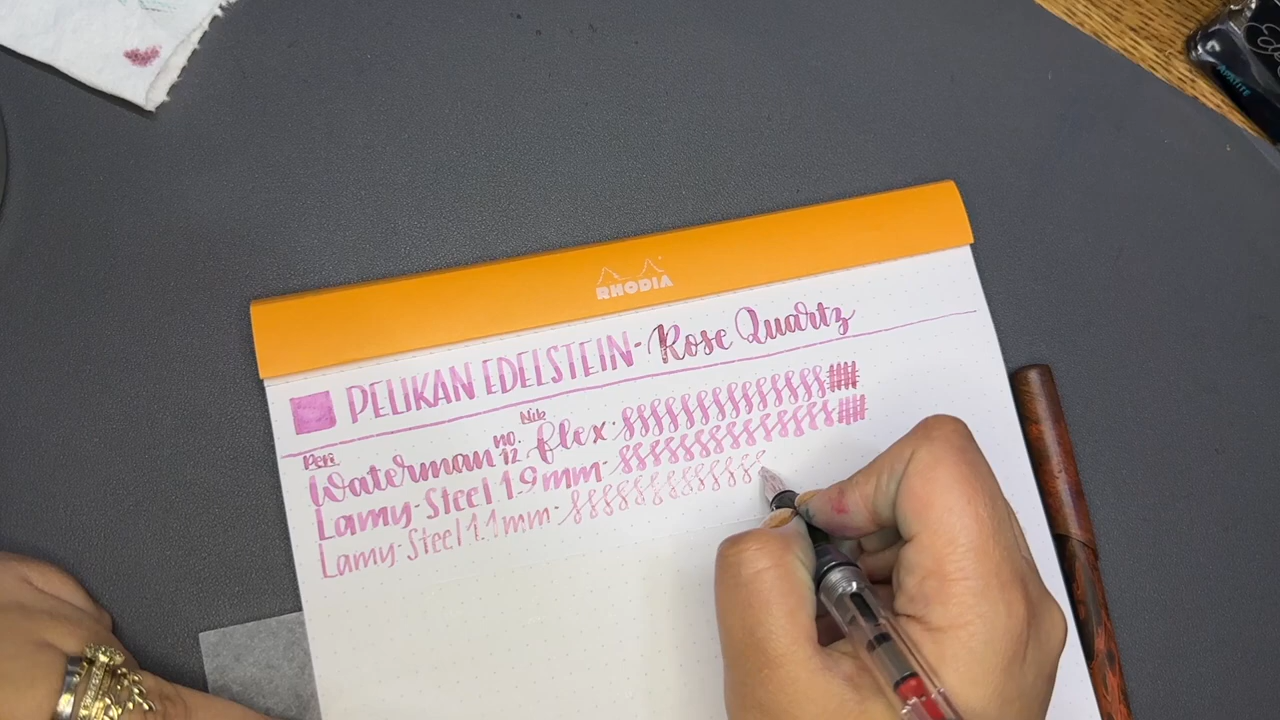 RHODIA
PELIKAN EDELSTEIN - Rose Quartz
Pen Nib
Waterman no. 12 flex.
Lamy - Steel 1.9mm -
Lamy - Steel 1.1mm -
APATITE